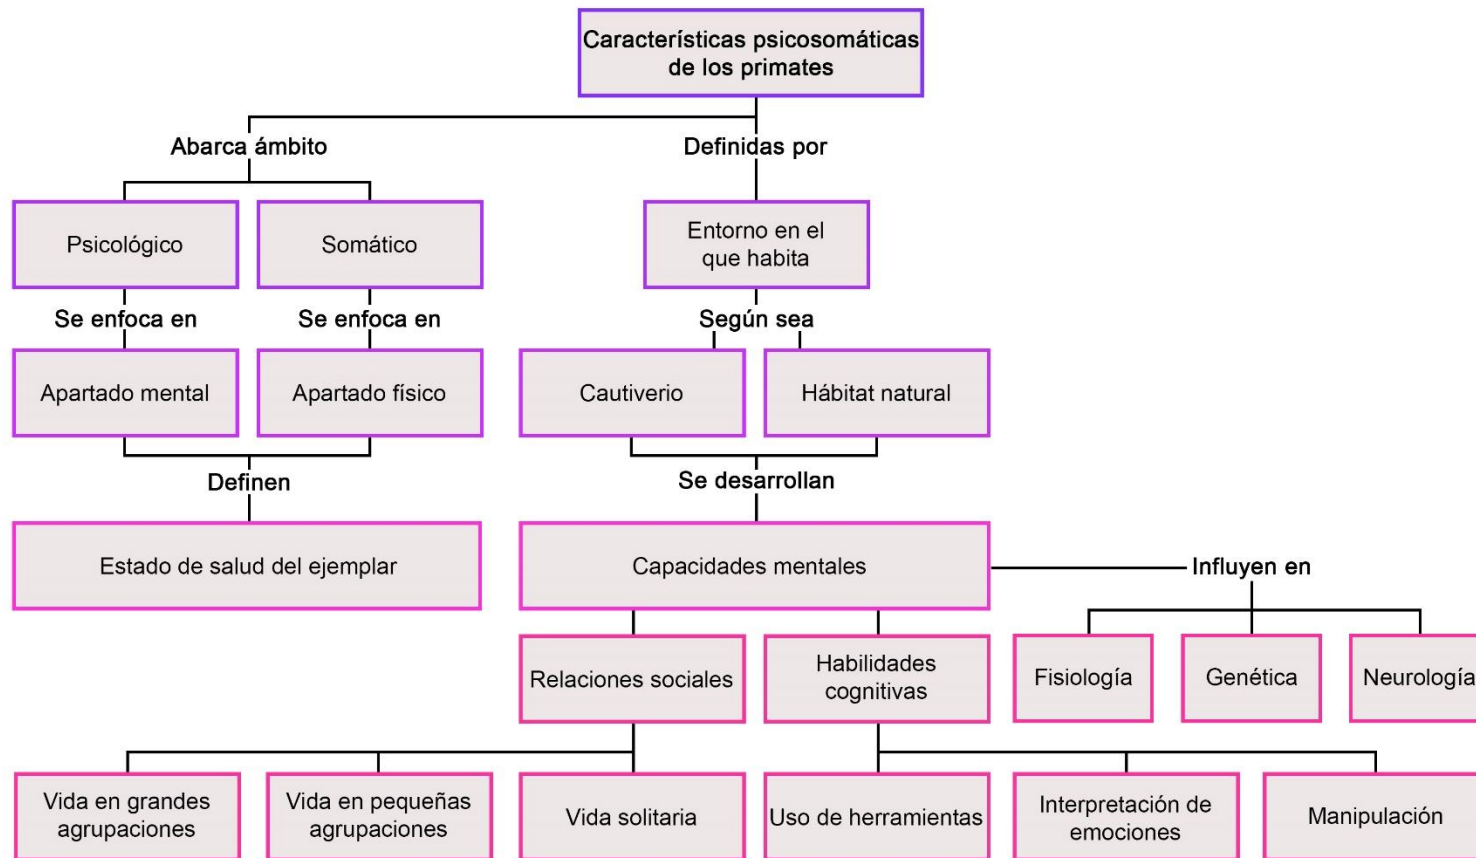 Características psicosomáticas
de los primates
Abarca ámbito
Definidas por
Psicológico
Somático
Entorno en el
que habita
Se enfoca en
Se enfoca en
Según sea
Apartado mental
Apartado físico
Cautiverio
Hábitat natural
Definen
Se desarrollan
Estado de salud del ejemplar
Capacidades mentales
Influyen en
Relaciones sociales
Habilidades
cognitivas
Fisiología
Genética
Neurología
Vida en grandes
agrupaciones
Vida en pequeñas
agrupaciones
Vida solitaria
Uso de herramientas
Interpretación de
emociones
Manipulación